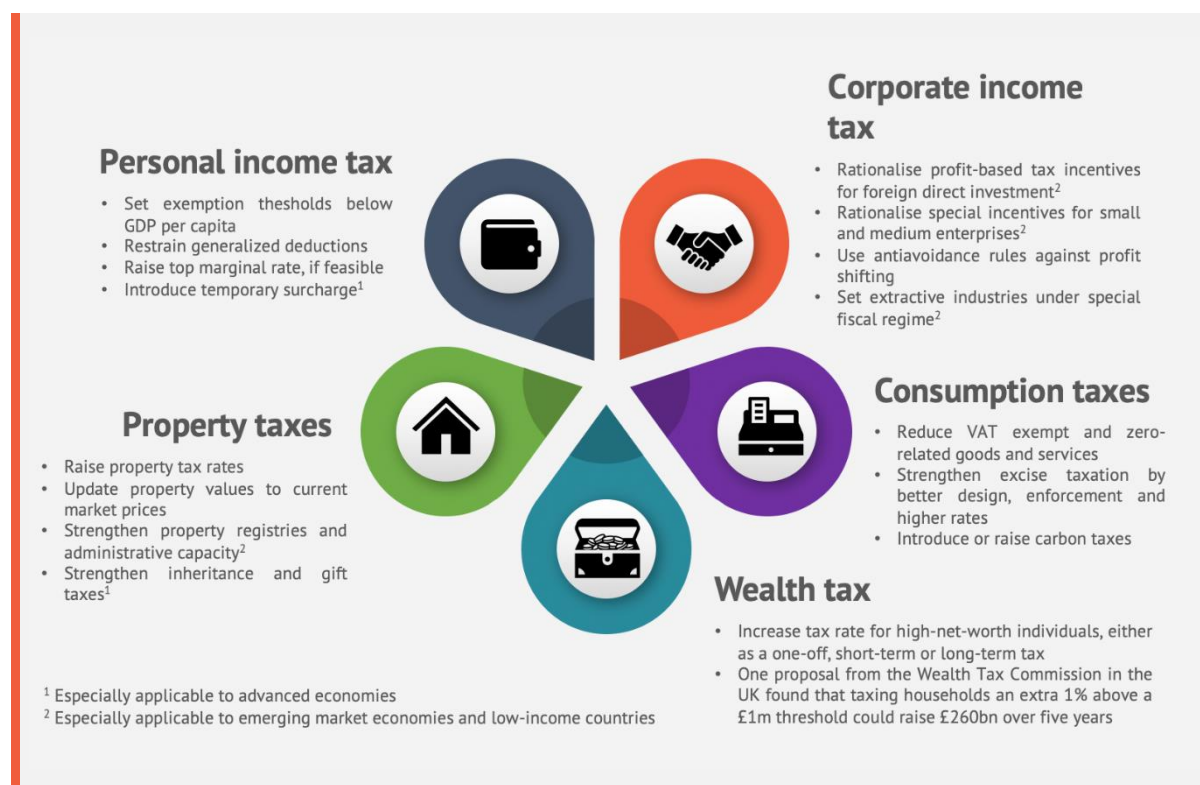 Personal income tax
• Set exemption thesholds below
GDP per capita
• Restrain generalized deductions
• Raise top marginal rate, if feasible
• Introduce temporary surcharge¹
Corporate income
tax
• Rationalise profit-based tax incentives
for foreign direct investment²
• Rationalise special incentives for small
and medium enterprises²
• Use antiavoidance rules against profit
shifting
• Set extractive industries under special
fiscal regime²
Property taxes
• Raise property tax rates
• Update property values to current
market prices
• Strengthen property registries and
administrative capacity²
• Strengthen inheritance and gift
taxes¹
Consumption taxes
• Reduce VAT exempt and zero-
related goods and services
• Strengthen excise taxation by
better design, enforcement and
higher rates
• Introduce or raise carbon taxes
Wealth tax
• Increase tax rate for high-net-worth individuals, either
as a one-off, short-term or long-term tax
• One proposal from the Wealth Tax Commission in the
UK found that taxing households an extra 1% above a
£1m threshold could raise £260bn over five years
¹ Especially applicable to advanced economies
² Especially applicable to emerging market economies and low-income countries